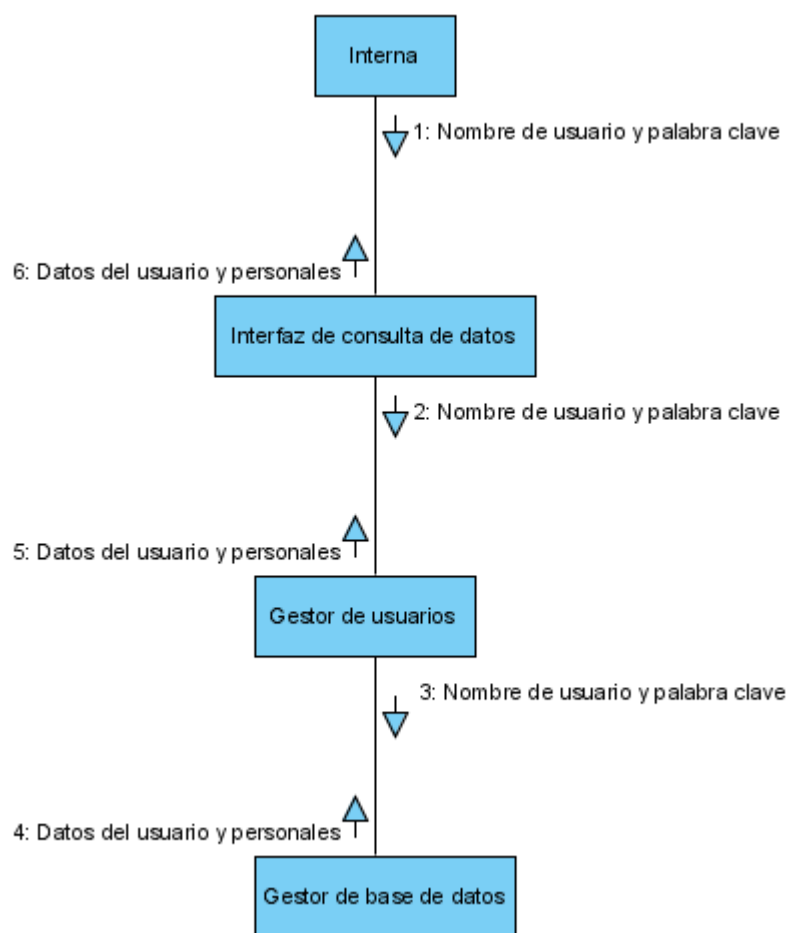 Interna
1: Nombre de usuario y palabra clave
6: Datos del usuario y personales
Interfaz de consulta de datos
2: Nombre de usuario y palabra clave
5: Datos del usuario y personales
Gestor de usuarios
3: Nombre de usuario y palabra clave
4: Datos del usuario y personales
Gestor de base de datos